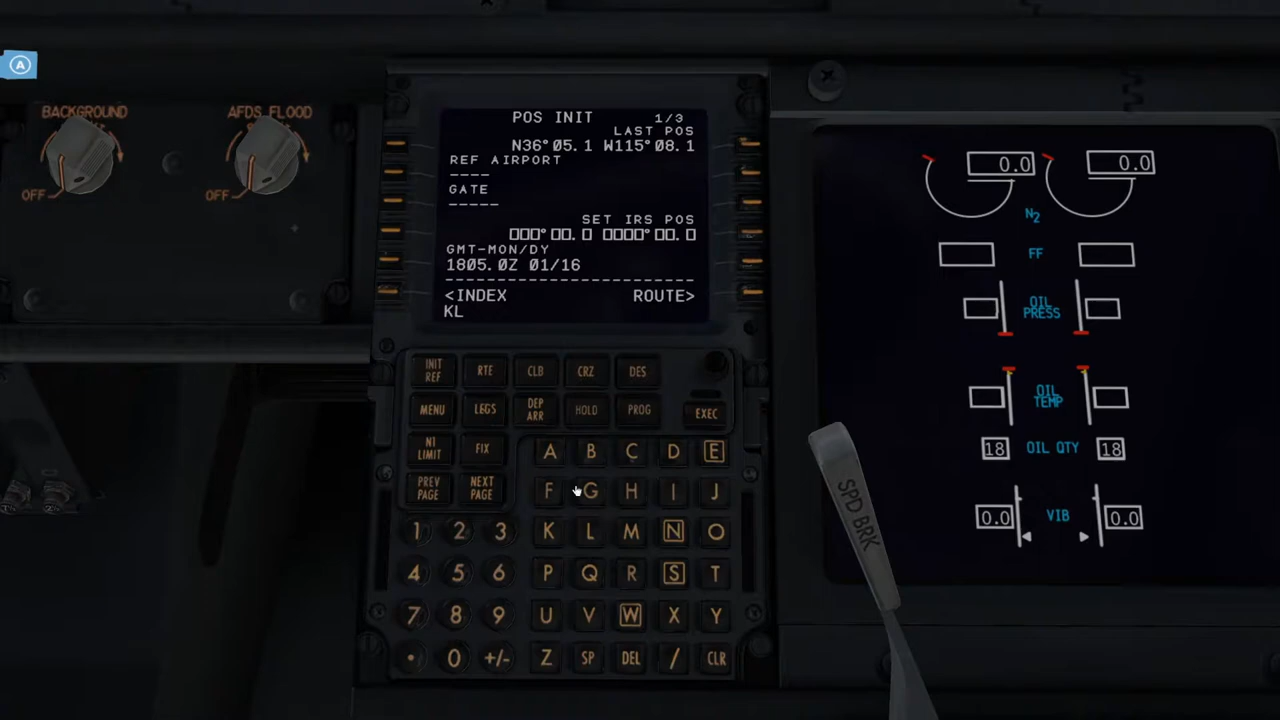 A
BACKGROUND
OFF
AFDS FLOOD
OFF
POS INIT 1/3
LAST POS
N36°05.1 W115°08.1
REF AIRPORT
----
GATE
-----
SET IRS POS
□□□°□□.□ □□□□°□□.□
GMT-MON/DY
1805.0Z 01/16
<INDEX ROUTE>
KL
INIT REF RTE CLB CRZ DES
MENU LEGS DEP ARR HOLD PROG EXEC
N1 LIMIT FIX
PREV PAGE NEXT PAGE
A B C D E
F G H I J
1 2 3 K L M N O
4 5 6 P Q R S T
7 8 9 U V W X Y
. 0 +/- Z SP DEL / CLR
0.0 0.0
N2
FF
OIL PRESS
OIL TEMP
18 OIL QTY 18
0.0 VIB 0.0
SPD BRK